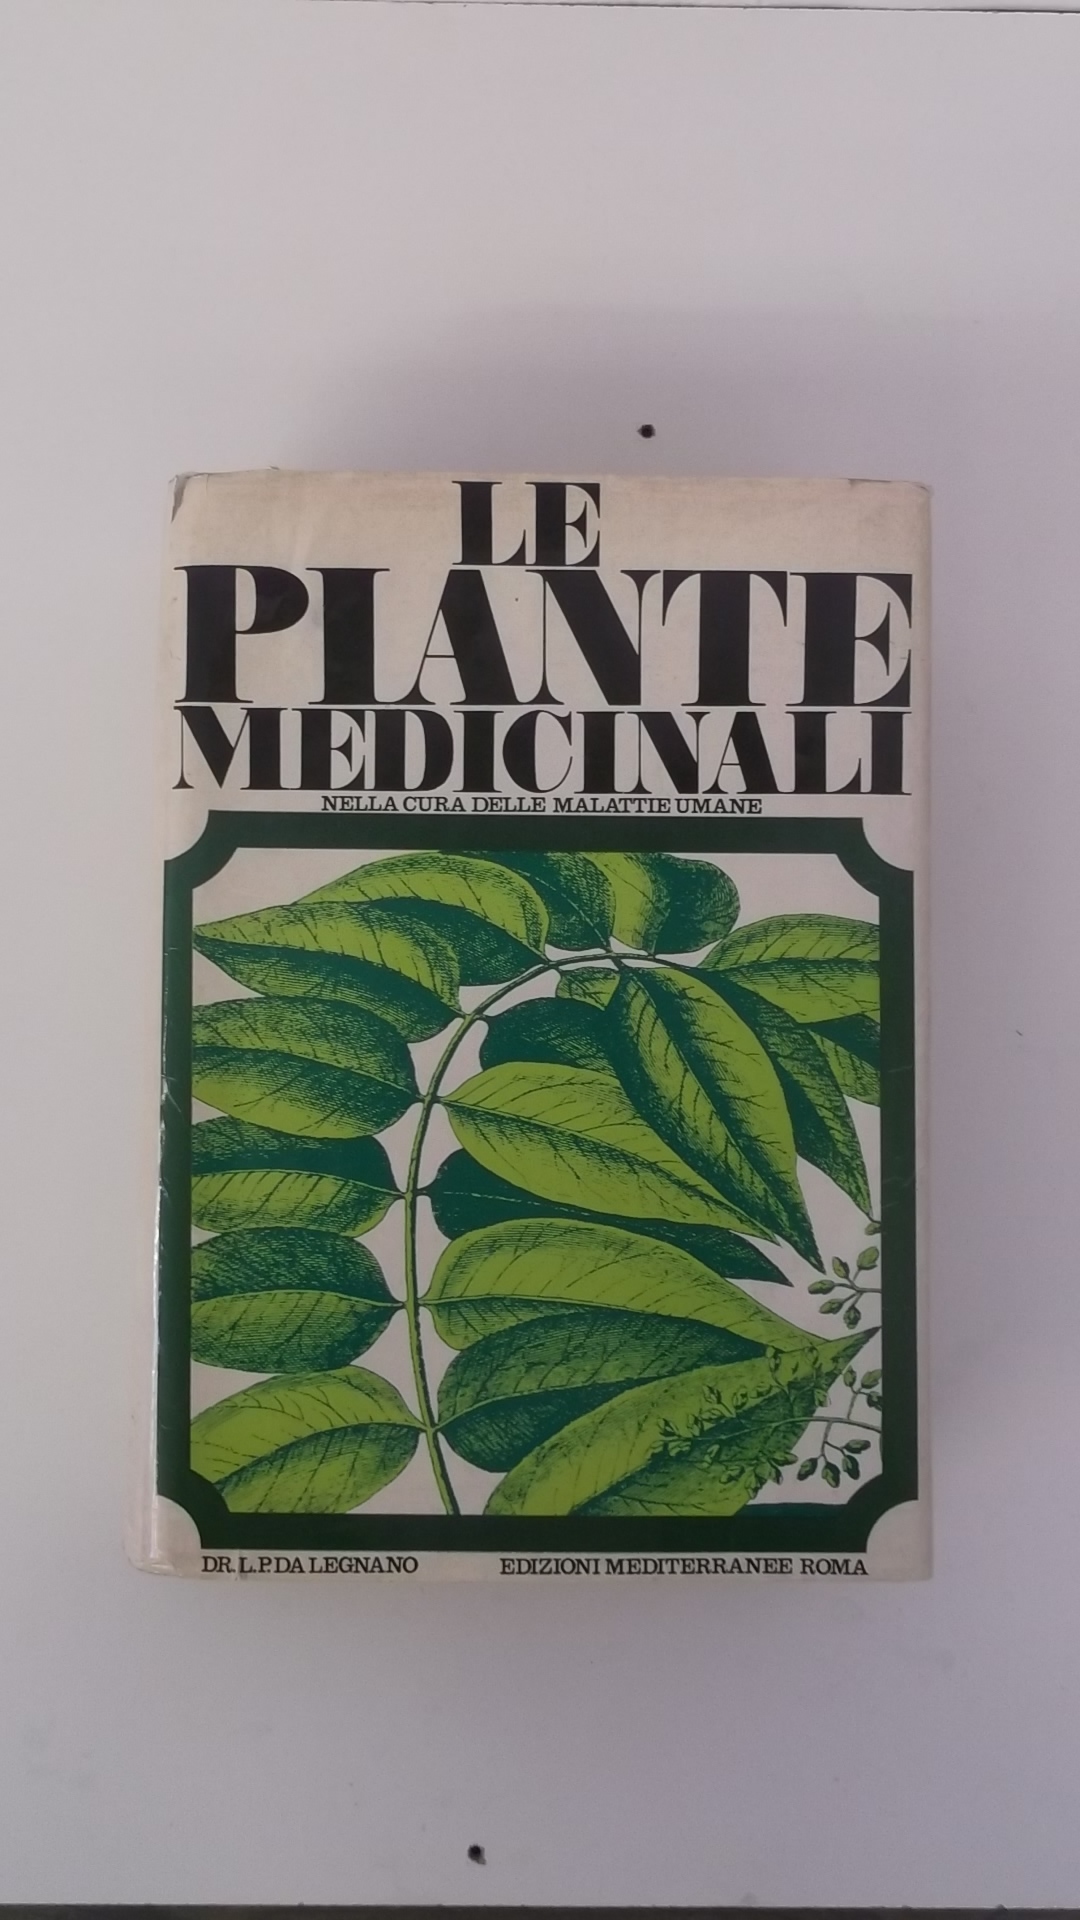 LE
PIANTE
MEDICINALI
NELLA CURA DELLE MALATTIE UMANE
DR. L.P. DA LEGNANO
EDIZIONI MEDITERRANEE ROMA